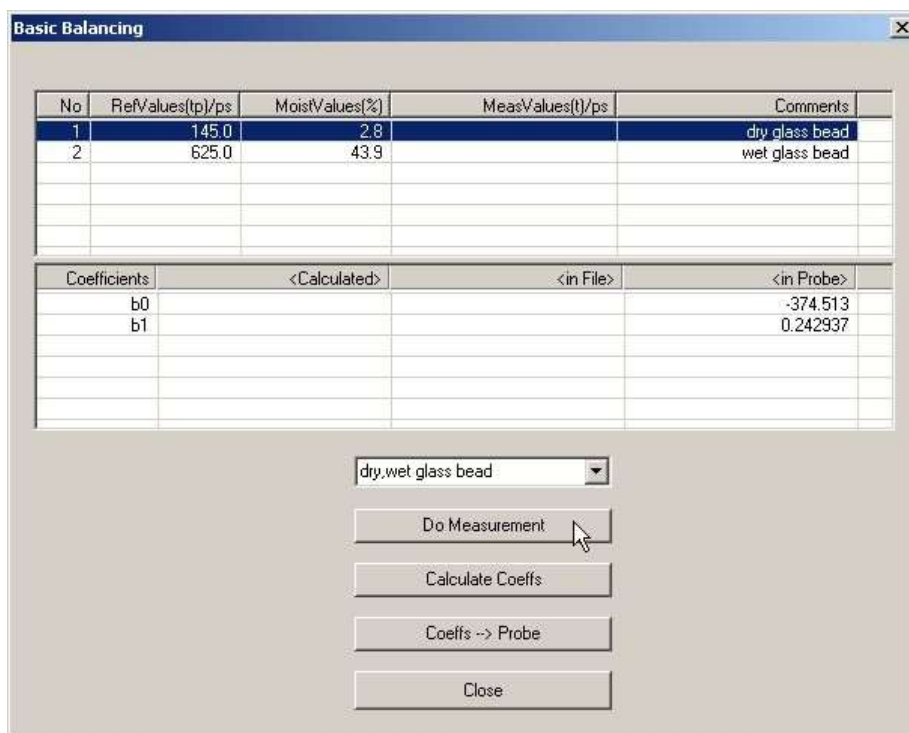 Basic Balancing
No RefValues(tp)/ps MoistValues(%) MeasValues(t)/ps Comments
1 145.0 2.8 dry glass bead
2 625.0 43.9 wet glass bead
Coefficients <Calculated> <in File> <in Probe>
b0 -374.513
b1 0.242937
dry,wet glass bead
Do Measurement
Calculate Coeffs
Coeffs --> Probe
Close